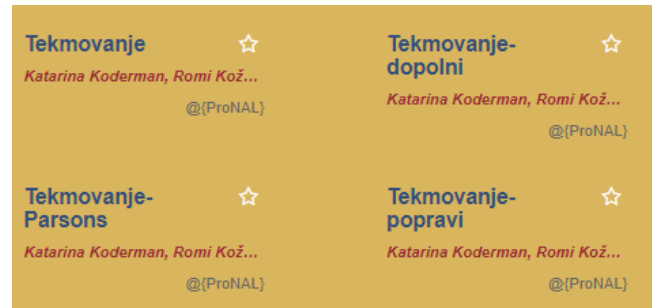 Tekmovanje
Katarina Koderman, Romi Kož...
@{ProNAL}
Tekmovanje-
dopolni
Katarina Koderman, Romi Kož...
@{ProNAL}
Tekmovanje-
Parsons
Katarina Koderman, Romi Kož...
@{ProNAL}
Tekmovanje-
popravi
Katarina Koderman, Romi Kož...
@{ProNAL}